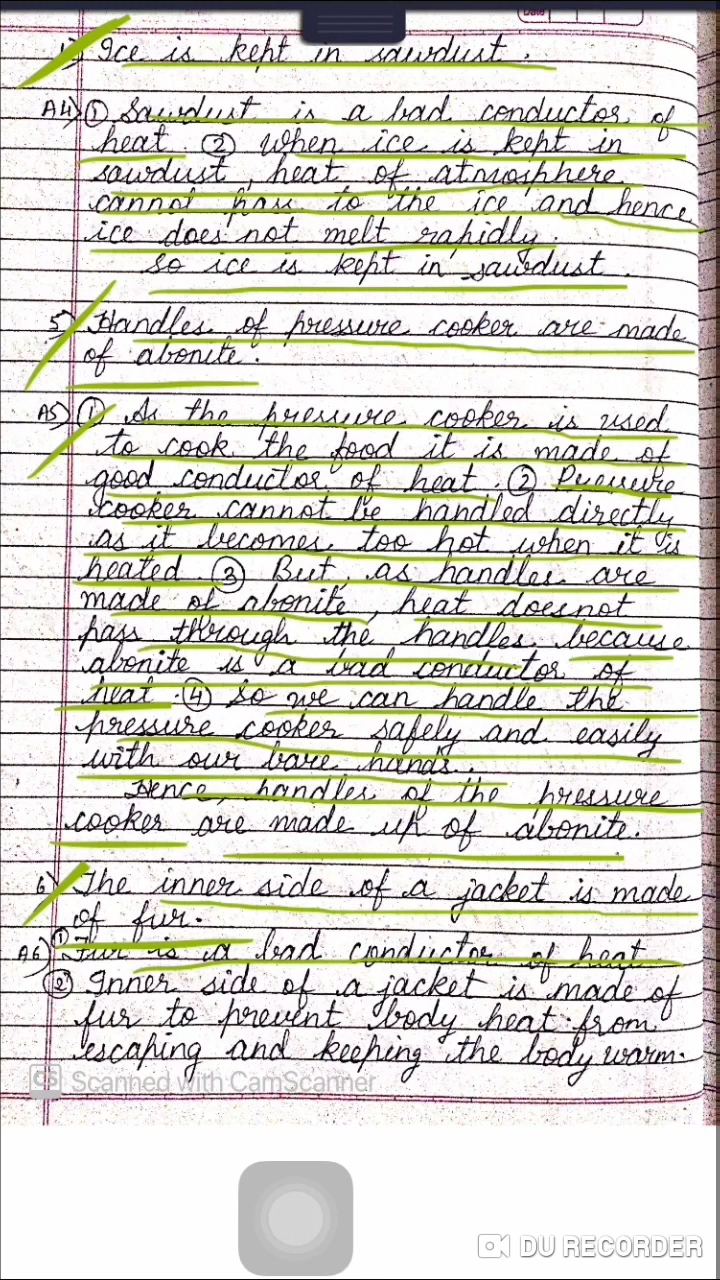 Date
Ice is kept in sawdust.
A4) ① Sawdust is a bad conductor of
heat. ② When ice is kept in
sawdust, heat of atmosphere
cannot pass to the ice and hence
ice does not melt rapidly.
So ice is kept in sawdust.
5) Handles of pressure cooker are made
of abonite.
A5) ① As the pressure cooker is used
to cook the food it is made of
good conductor of heat. ② Pressure
cooker cannot be handled directly
as it becomes too hot when it is
heated ③ But, as handles are
made of abonite, heat doesnot
pass through the handles, because
abonite is a bad conductor of
heat. ④ So we can handle the
pressure cooker safely and easily
with our bare hands.
Hence, handles of the pressure
cooker are made up of abonite.
6) The inner side of a jacket is made
of fur.
A6) ① Fur is a bad conductor of heat
② Inner side of a jacket is made of
fur to prevent body heat from
escaping and keeping the body warm.
CS Scanned with CamScanner
DU RECORDER